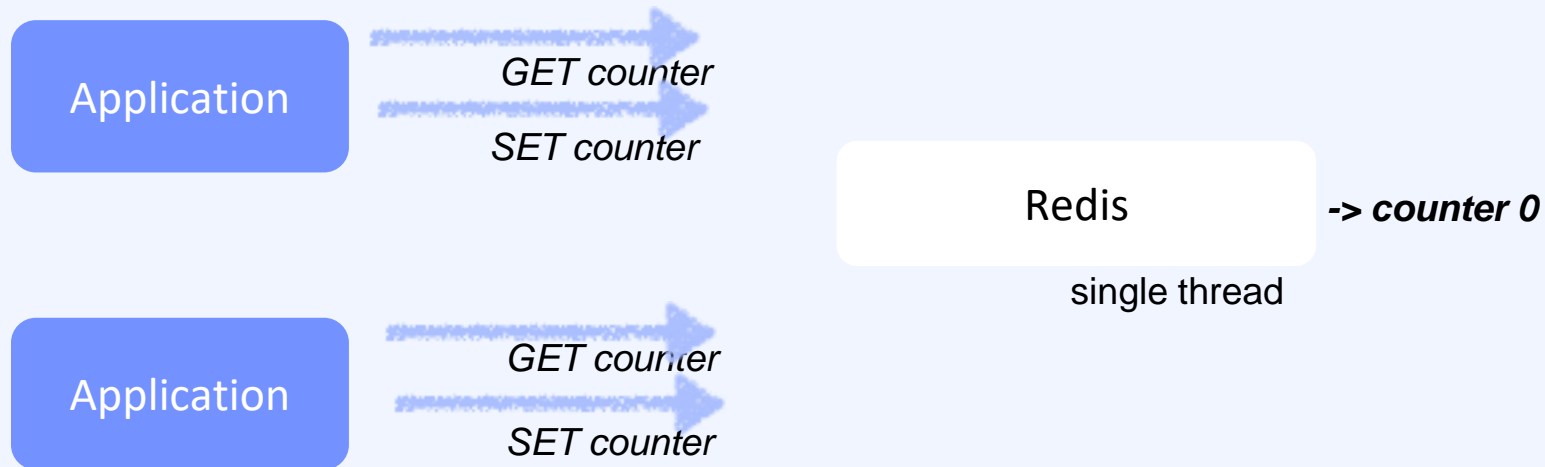 Application
GET counter
SET counter
Redis
-> counter 0
single thread
Application
GET counter
SET counter